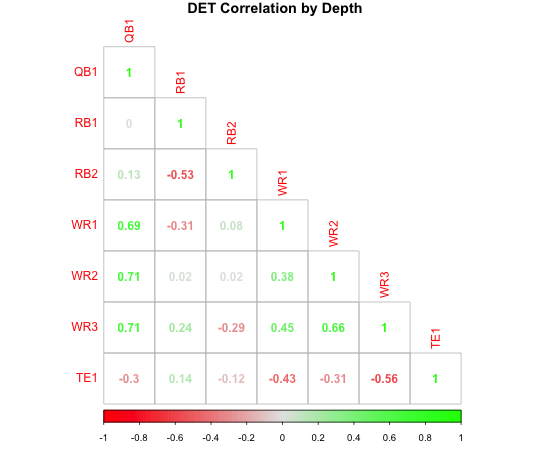 DET Correlation by Depth
QB1
QB1 1 RB1
RB1 0 1 RB2
RB2 0.13 -0.53 1 WR1
WR1 0.69 -0.31 0.08 1 WR2
WR2 0.71 0.02 0.02 0.38 1 WR3
WR3 0.71 0.24 -0.29 0.45 0.66 1 TE1
TE1 -0.3 0.14 -0.12 -0.43 -0.31 -0.56 1
-1 -0.8 -0.6 -0.4 -0.2 0 0.2 0.4 0.6 0.8 1